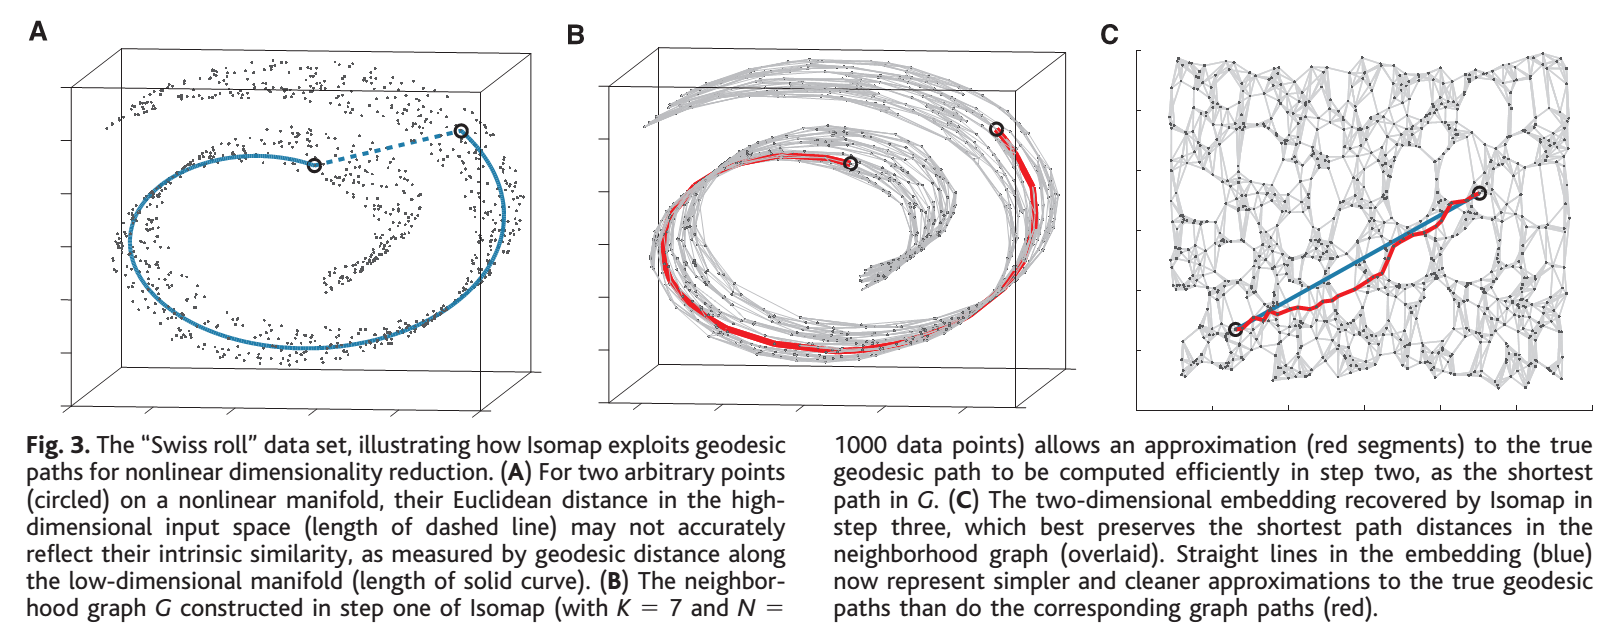 A
B
C
Fig. 3. The “Swiss roll” data set, illustrating how Isomap exploits geodesic
paths for nonlinear dimensionality reduction. (A) For two arbitrary points
(circled) on a nonlinear manifold, their Euclidean distance in the high-
dimensional input space (length of dashed line) may not accurately
reflect their intrinsic similarity, as measured by geodesic distance along
the low-dimensional manifold (length of solid curve). (B) The neighbor-
hood graph G constructed in step one of Isomap (with K = 7 and N =
1000 data points) allows an approximation (red segments) to the true
geodesic path to be computed efficiently in step two, as the shortest
path in G. (C) The two-dimensional embedding recovered by Isomap in
step three, which best preserves the shortest path distances in the
neighborhood graph (overlaid). Straight lines in the embedding (blue)
now represent simpler and cleaner approximations to the true geodesic
paths than do the corresponding graph paths (red).